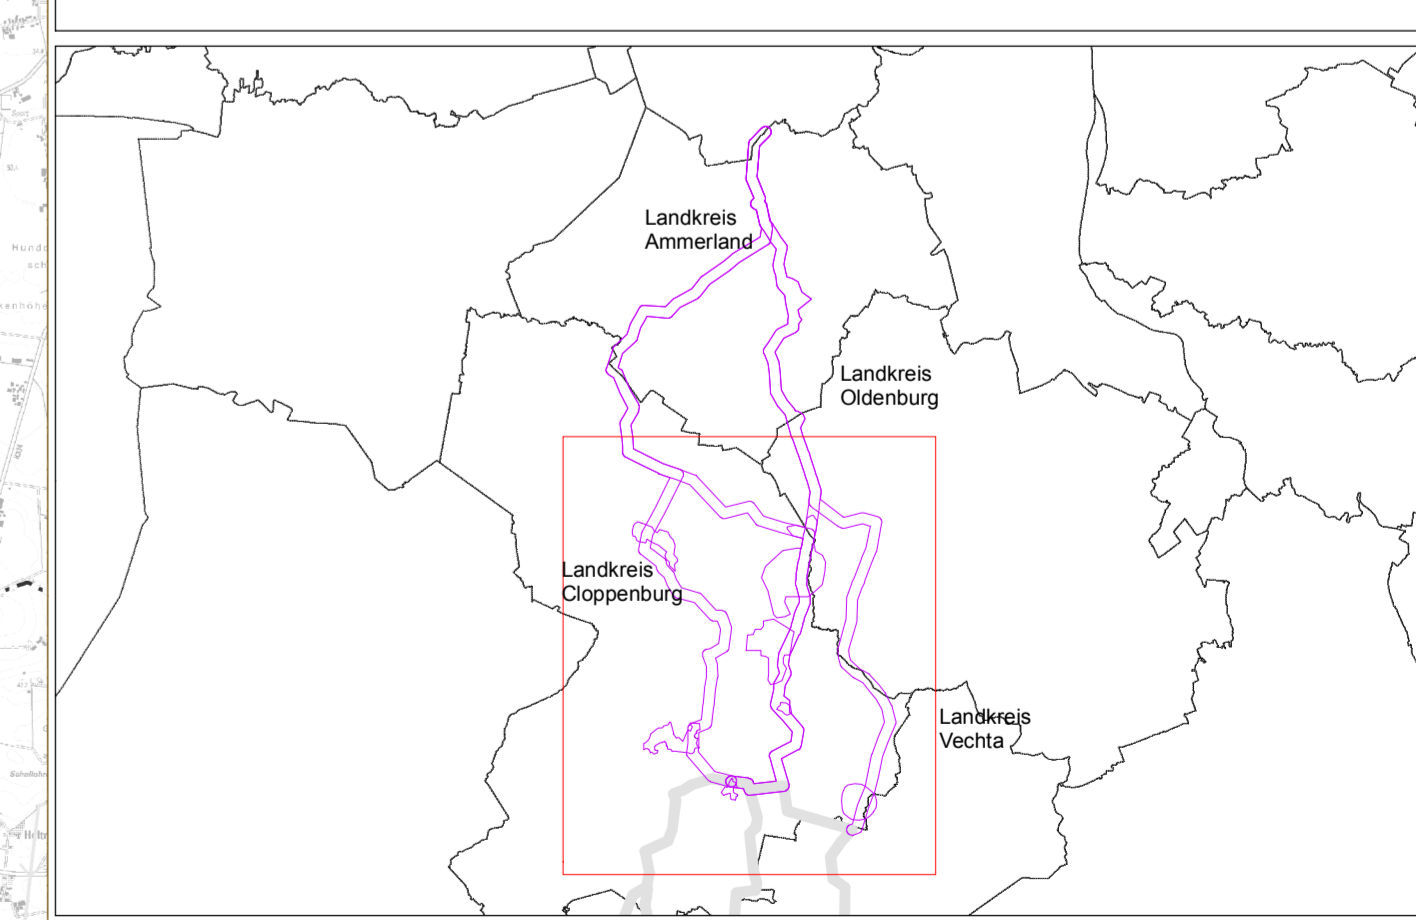 Landkreis
Ammerland
Landkreis
Oldenburg
Landkreis
Cloppenburg
Landkreis
Vechta